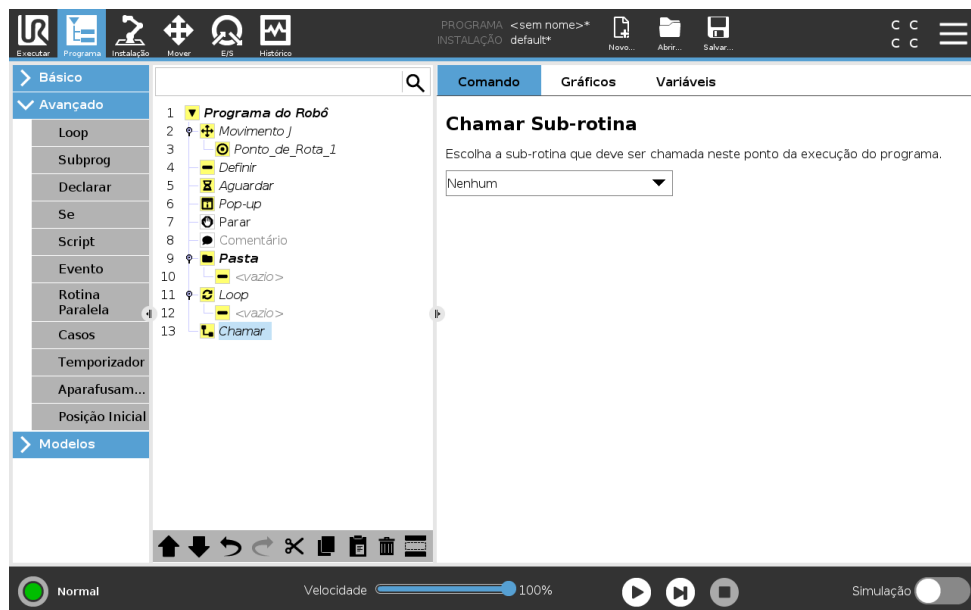 PROGRAMA <sem nome>*
INSTALAÇÃO default*
C C
C C
Executar Programa Instalação Mover E/S Histórico Novo... Abrir... Salvar...
Básico
Avançado
Loop
Subprog
Declarar
Se
Script
Evento
Rotina
Paralela
Casos
Temporizador
Aparafusam...
Posição Inicial
Modelos
1 Programa do Robô
2 Movimento J
3 Ponto_de_Rota_1
4 Definir
5 Aguardar
6 Pop-up
7 Parar
8 Comentário
9 Pasta
10 <vazio>
11 Loop
12 <vazio>
13 Chamar
Comando Gráficos Variáveis
Chamar Sub-rotina
Escolha a sub-rotina que deve ser chamada neste ponto da execução do programa.
Nenhum
Normal
Velocidade 100%
Simulação